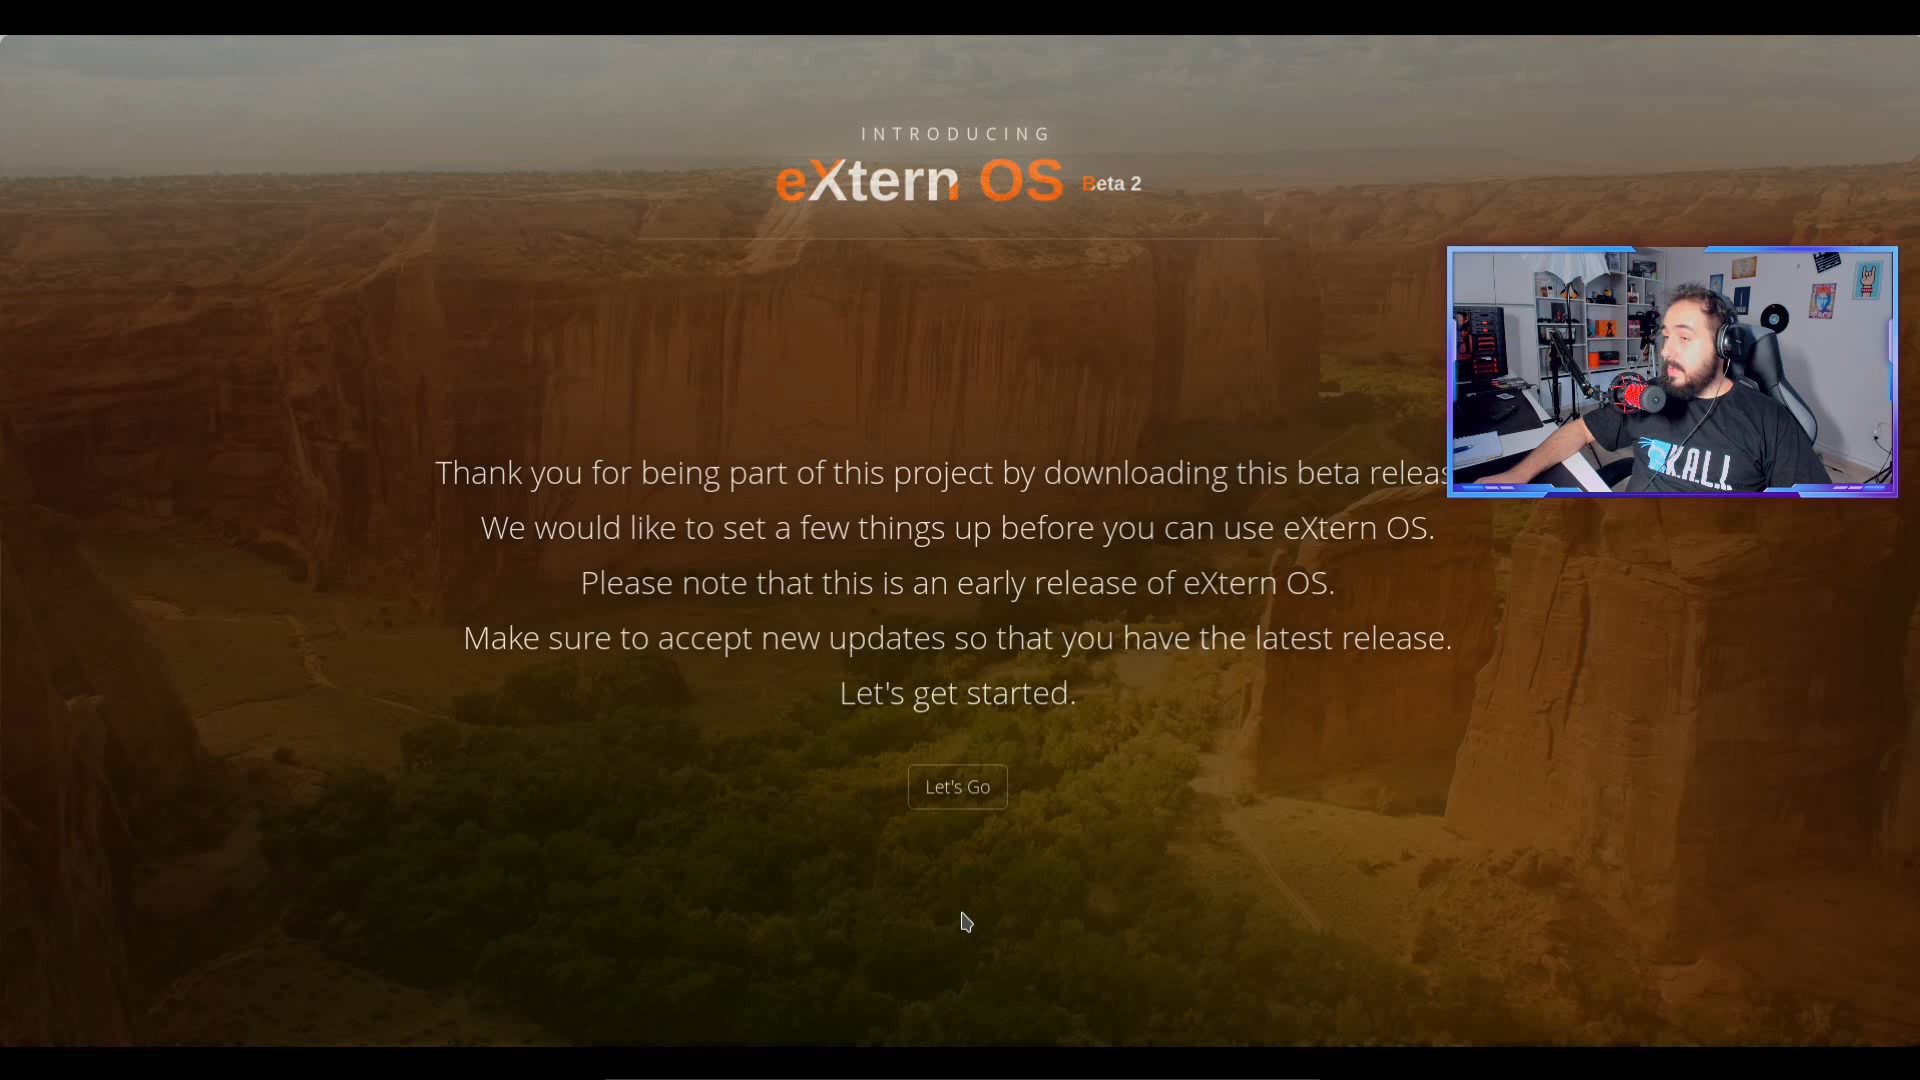 INTRODUCING
eXtern OS Beta 2
Thank you for being part of this project by downloading this beta
We would like to set a few things up before you can use eXtern OS.
Please note that this is an early release of eXtern OS.
Make sure to accept new updates so that you have the latest release.
Let's get started.
Let's Go
KALI